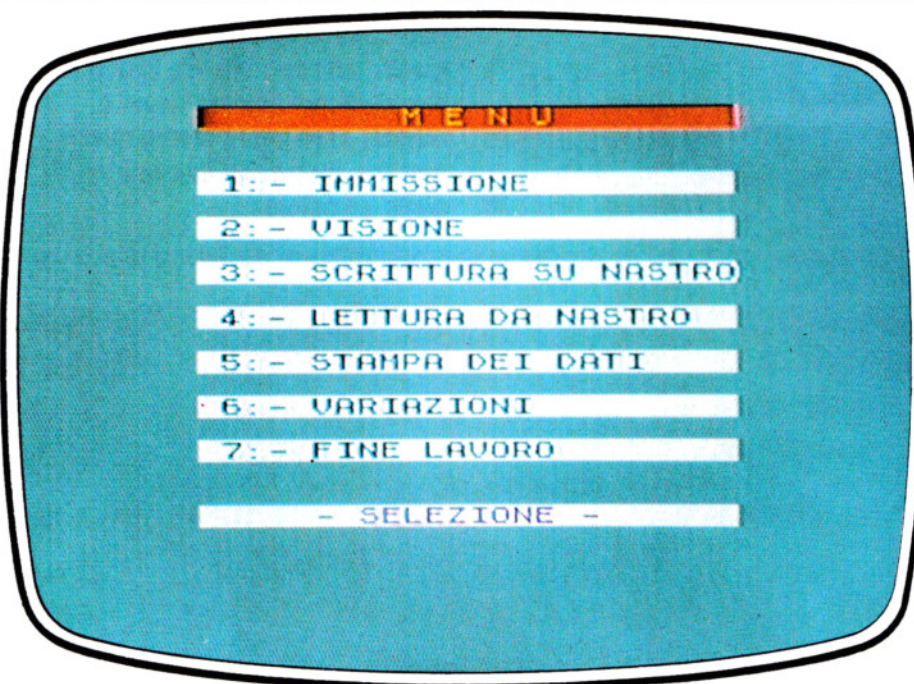 M E N U
1:- IMMISSIONE
2:- VISIONE
3:- SCRITTURA SU NASTRO
4:- LETTURA DA NASTRO
5:- STAMPA DEI DATI
6:- VARIAZIONI
7:- FINE LAVORO
- SELEZIONE -